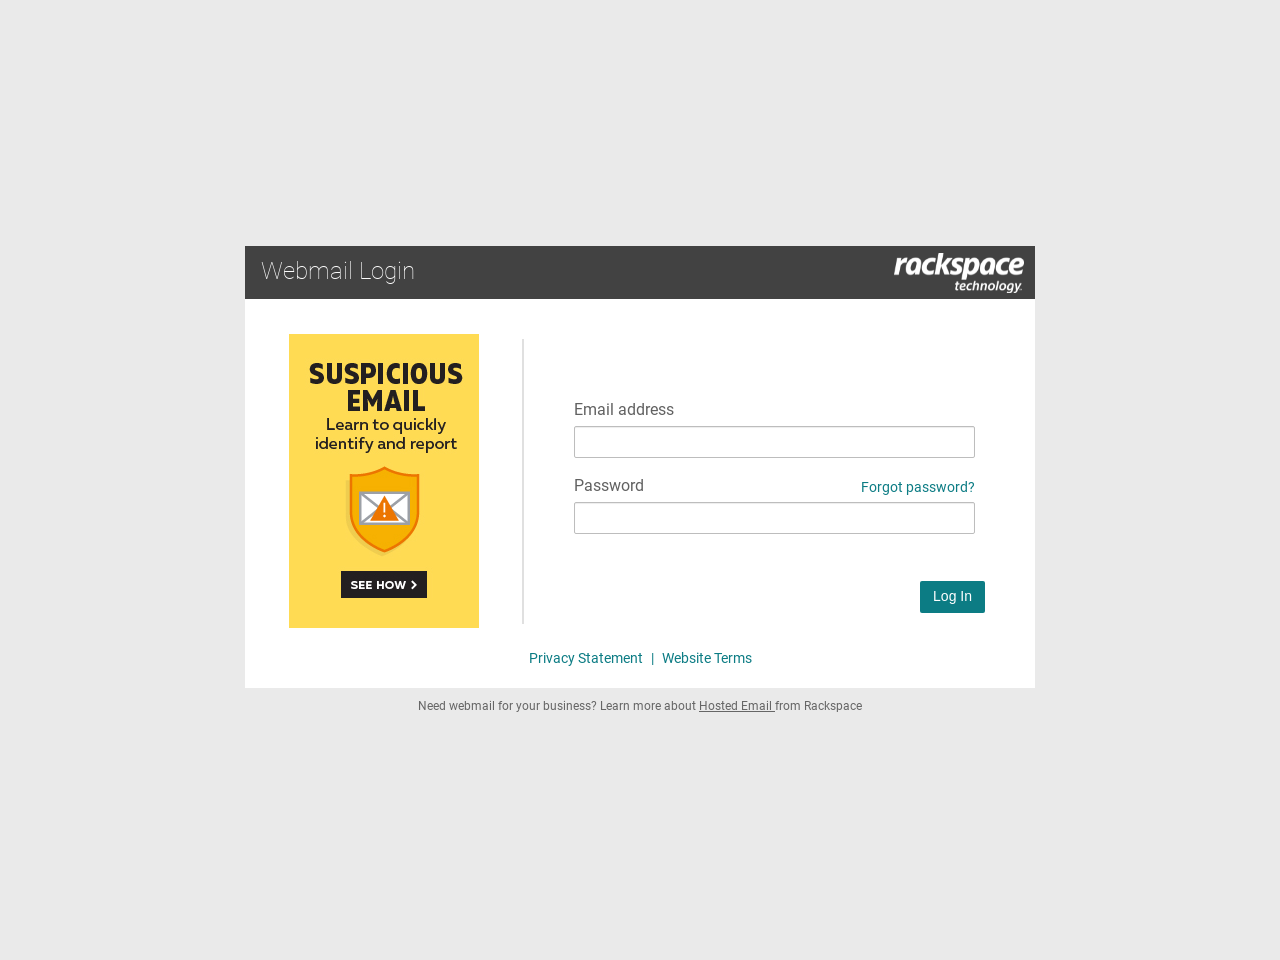 Webmail Login
rackspace
technology.
SUSPICIOUS
EMAIL
Learn to quickly
identify and report
SEE HOW >
Email address
Password
Forgot password?
Log In
Privacy Statement | Website Terms
Need webmail for your business? Learn more about Hosted Email from Rackspace